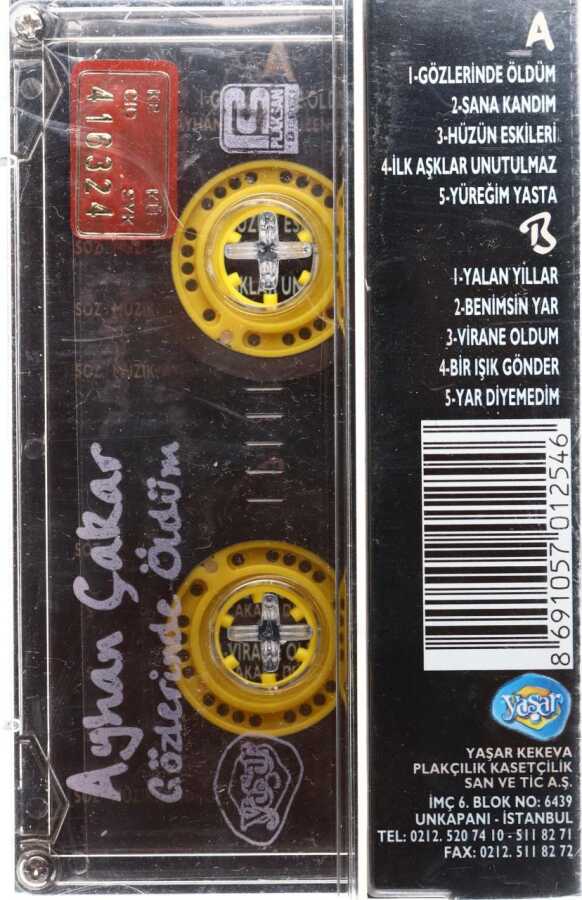 A
1-GÖZLERİNDE ÖLDÜM
2-SANA KANDIM
3-HÜZÜN ESKİLERİ
4-İLK AŞKLAR UNUTULMAZ
5-YÜREĞİM YASTA
B
1-YALAN YILLAR
2-BENİMSİN YAR
3-VİRANE OLDUM
4-BİR IŞIK GÖNDER
5-YAR DİYEMEDİM
8 691057 012546
yaşar
YAŞAR KEKEVA
PLAKÇILIK KASETÇİLİK
SAN VE TİC A.Ş.
İMÇ 6. BLOK NO: 6439
UNKAPANI - İSTANBUL
TEL: 0212. 520 74 10 - 511 82 71
FAX: 0212. 511 82 72
A
PLAKSAN
416324
Ayhan Çakar
Gözlerinde Öldüm
yaşar